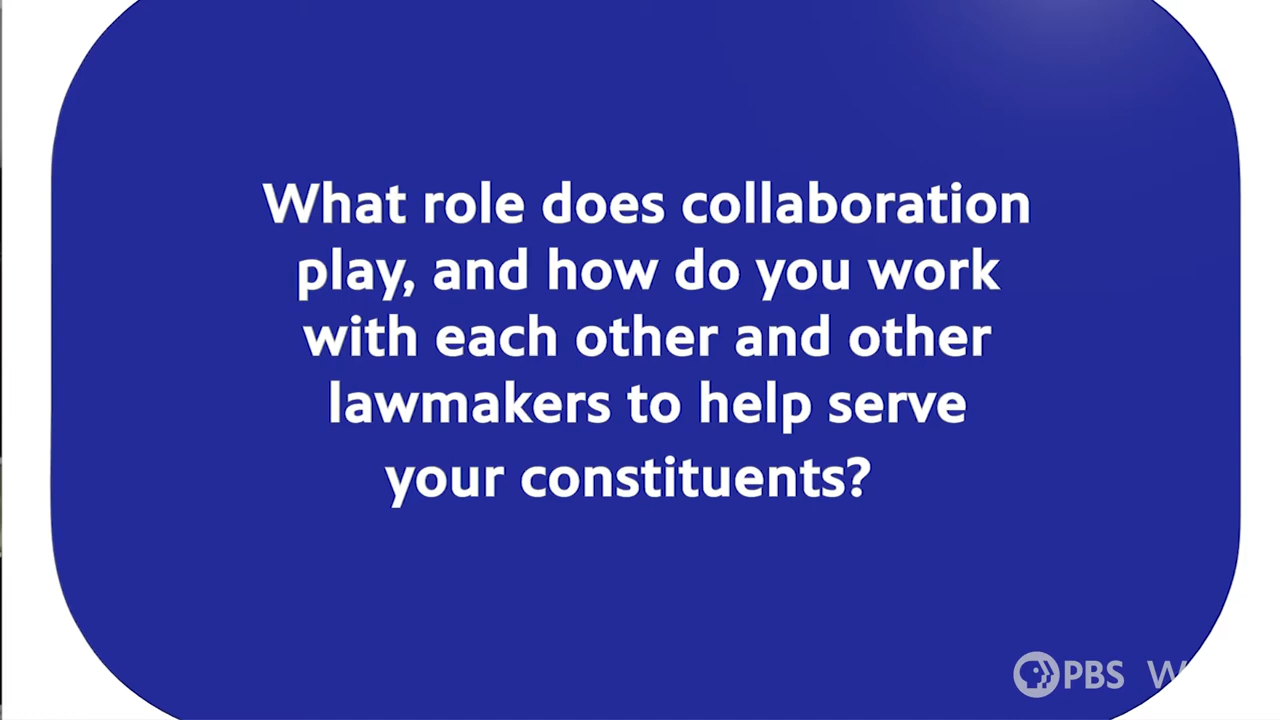 What role does collaboration
play, and how do you work
with each other and other
lawmakers to help serve
your constituents?
PBS W